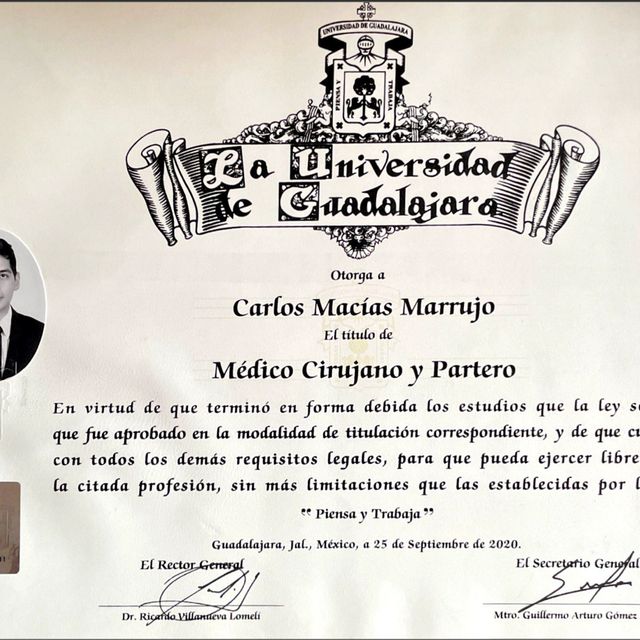 UNIVERSIDAD DE GUADALAJARA
PIENSA Y TRABAJA
La Universidad
de Guadalajara
Otorga a
Carlos Macías Marrujo
El título de
Médico Cirujano y Partero
En virtud de que terminó en forma debida los estudios que la ley
que fue aprobado en la modalidad de titulación correspondiente, y de que
con todos los demás requisitos legales, para que pueda ejercer
la citada profesión, sin más limitaciones que las establecidas por
“ Piensa y Trabaja ”
Guadalajara, Jal., México, a 25 de Septiembre de 2020.
El Rector General El Secretario General
Dr. Ricardo Villanueva Lomelí Mtro. Guillermo Arturo Gómez